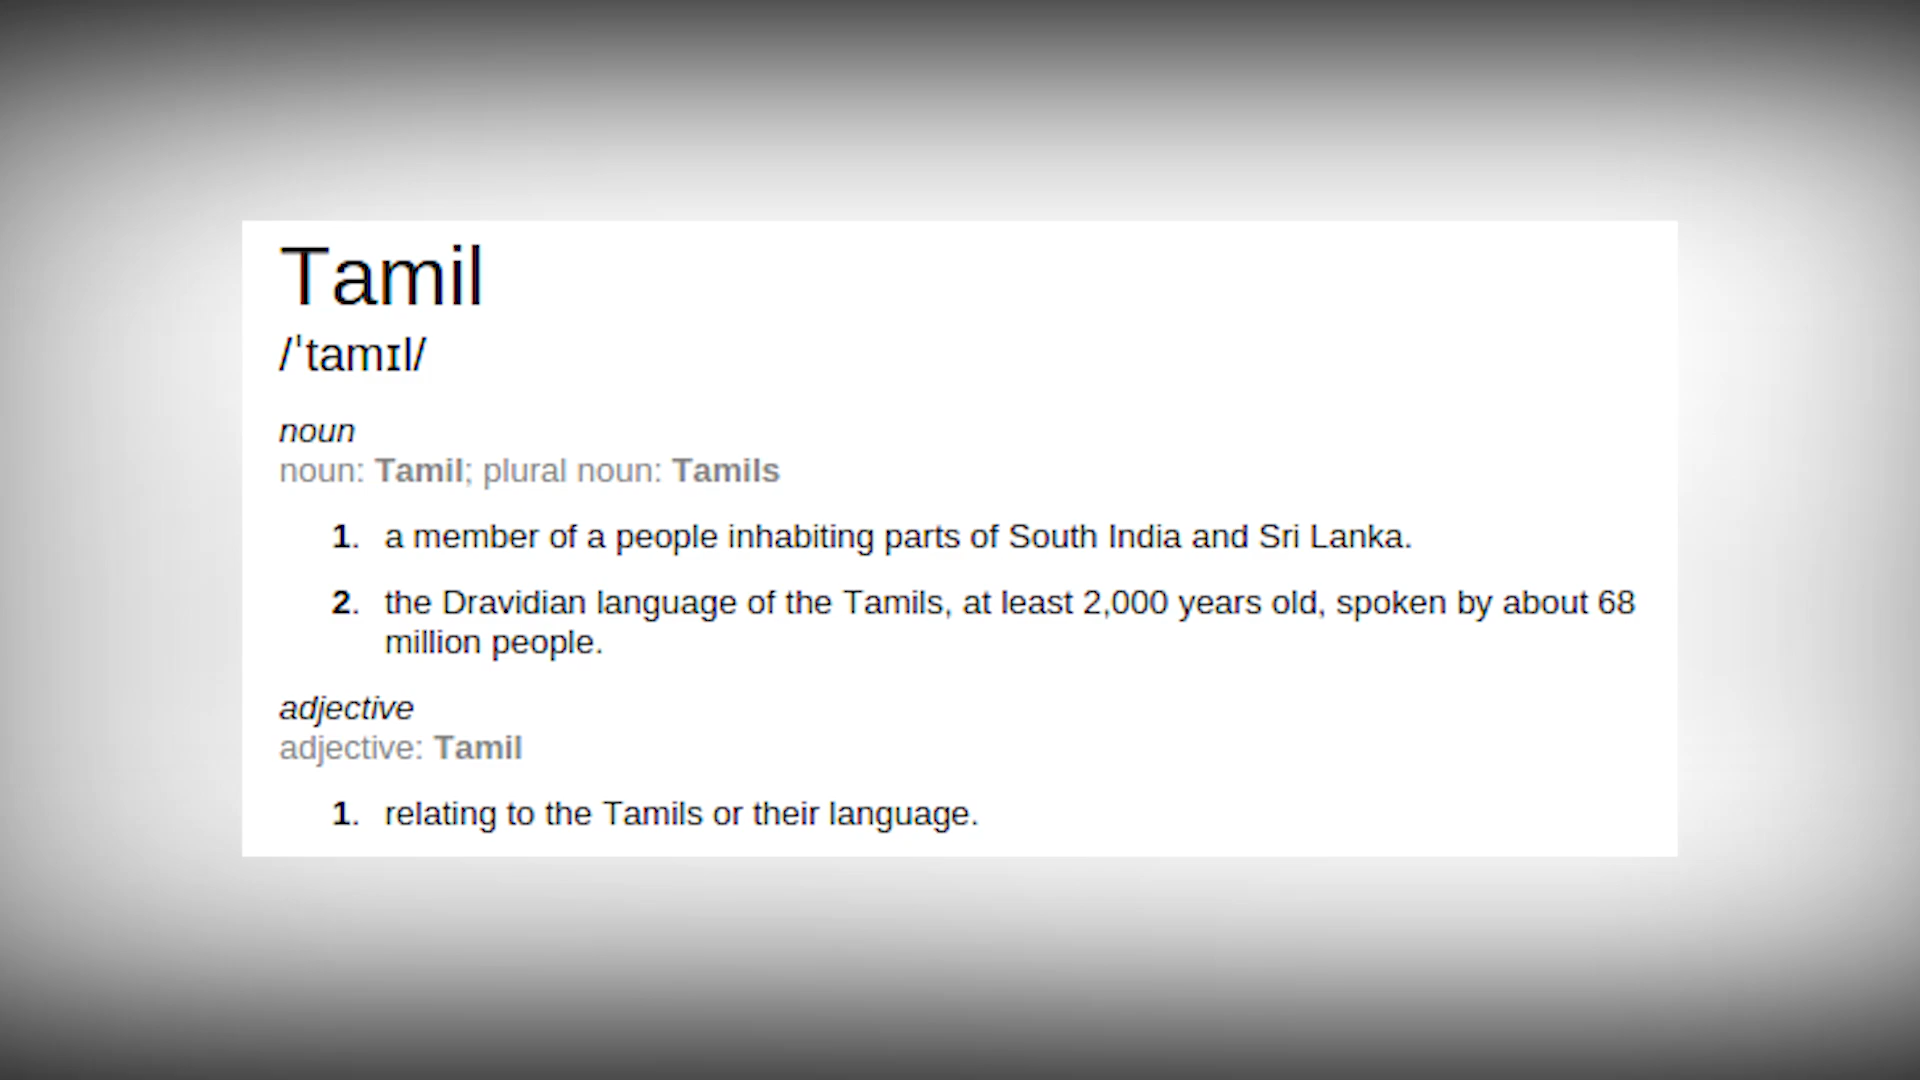 Tamil
/ˈtamɪl/
noun
noun: Tamil; plural noun: Tamils
1. a member of a people inhabiting parts of South India and Sri Lanka.
2. the Dravidian language of the Tamils, at least 2,000 years old, spoken by about 68
million people.
adjective
adjective: Tamil
1. relating to the Tamils or their language.